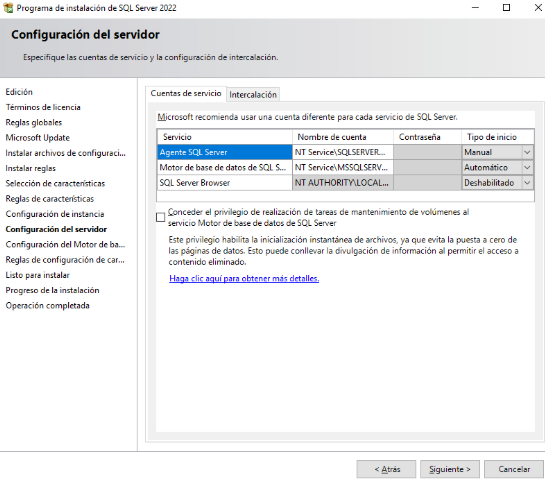 Programa de instalación de SQL Server 2022
Configuración del servidor
Especifique las cuentas de servicio y la configuración de intercalación.
Edición
Términos de licencia
Reglas globales
Microsoft Update
Instalar archivos de configuraci...
Instalar reglas
Selección de características
Reglas de características
Configuración de instancia
Configuración del servidor
Configuración del Motor de ba...
Reglas de configuración de car...
Listo para instalar
Progreso de la instalación
Operación completada
Cuentas de servicio Intercalación
Microsoft recomienda usar una cuenta diferente para cada servicio de SQL Server.
Servicio Nombre de cuenta Contraseña Tipo de inicio
Agente SQL Server NT Service\SQLSERVER... Manual
Motor de base de datos de SQL S... NT Service\MSSQLSERV... Automático
SQL Server Browser NT AUTHORITY\LOCAL... Deshabilitado
Conceder el privilegio de realización de tareas de mantenimiento de volúmenes al
servicio Motor de base de datos de SQL Server
Este privilegio habilita la inicialización instantánea de archivos, ya que evita la puesta a cero de
las páginas de datos. Esto puede conllevar la divulgación de información al permitir el acceso a
contenido eliminado.
Haga clic aquí para obtener más detalles.
< Atrás Siguiente > Cancelar